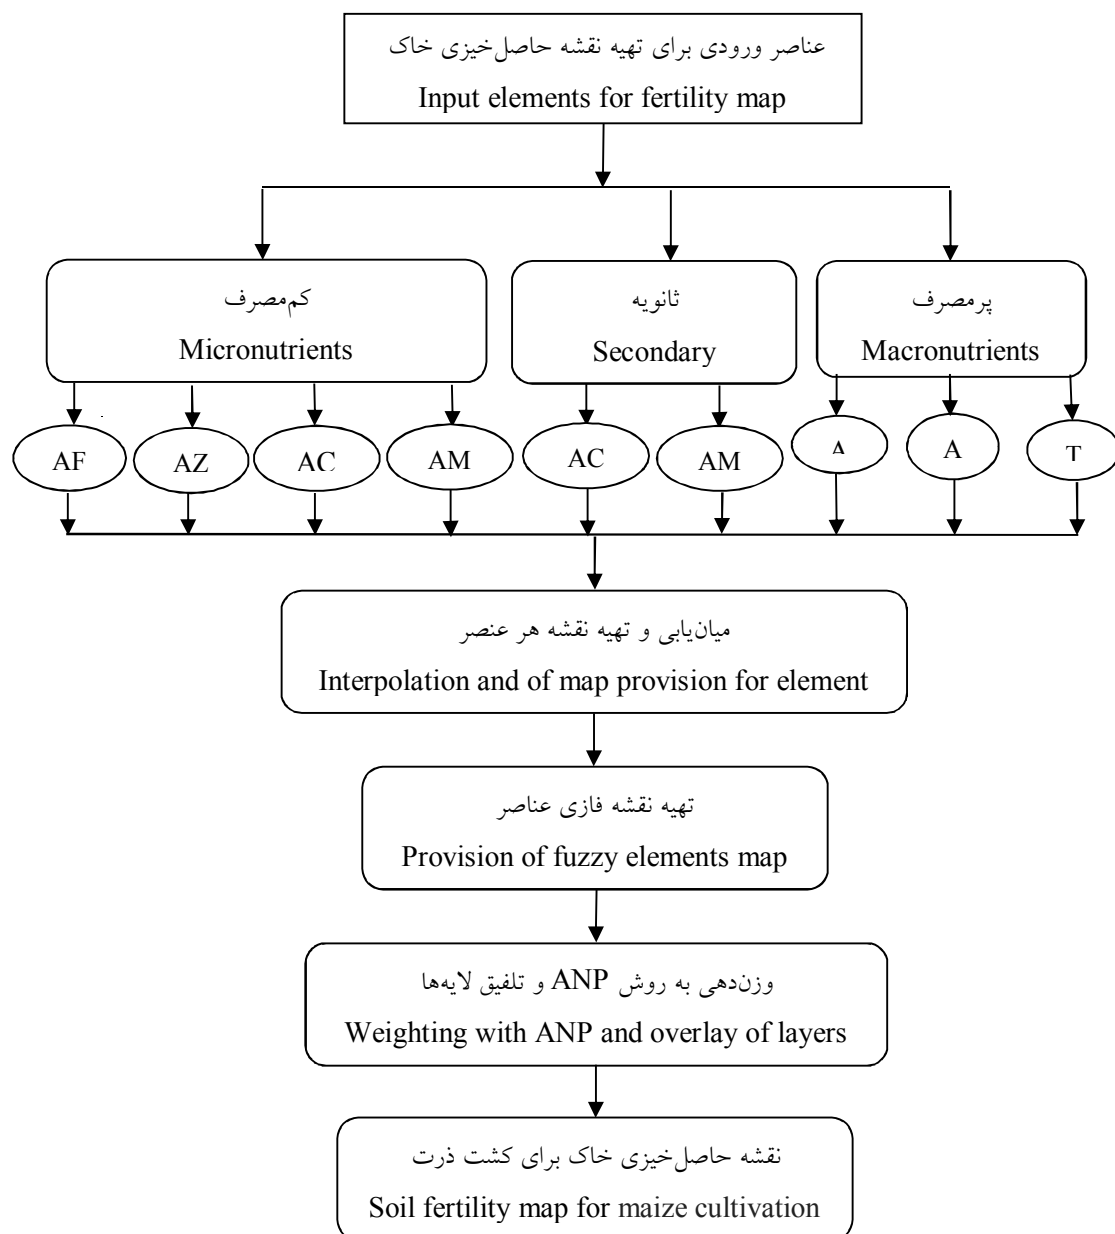 عناصر ورودی برای تهیه نقشه حاصل‌خیزی خاک
Input elements for fertility map
کم‌مصرف
Micronutrients
ثانویه
Secondary
پرمصرف
Macronutrients
AF
AZ
AC
AM
AC
AM
A
A
T
میان‌یابی و تهیه نقشه هر عنصر
Interpolation and of map provision for element
تهیه نقشه فازی عناصر
Provision of fuzzy elements map
وزن‌دهی به روش ANP و تلفیق لایه‌ها
Weighting with ANP and overlay of layers
نقشه حاصل‌خیزی خاک برای کشت ذرت
Soil fertility map for maize cultivation